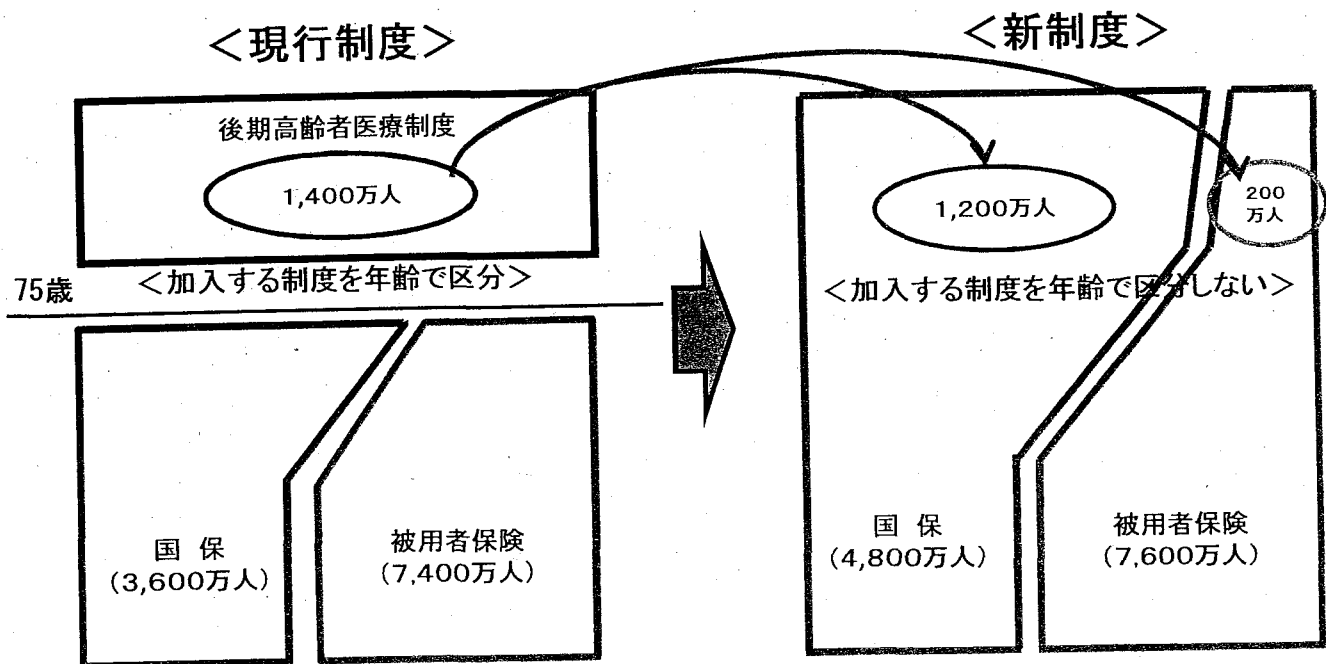 <現行制度>
後期高齢者医療制度
1,400万人
75歳
<加入する制度を年齢で区分>
国 保
(3,600万人)
被用者保険
(7,400万人)
<新制度>
1,200万人
200
万人
<加入する制度を年齢で区分しない>
国 保
(4,800万人)
被用者保険
(7,600万人)